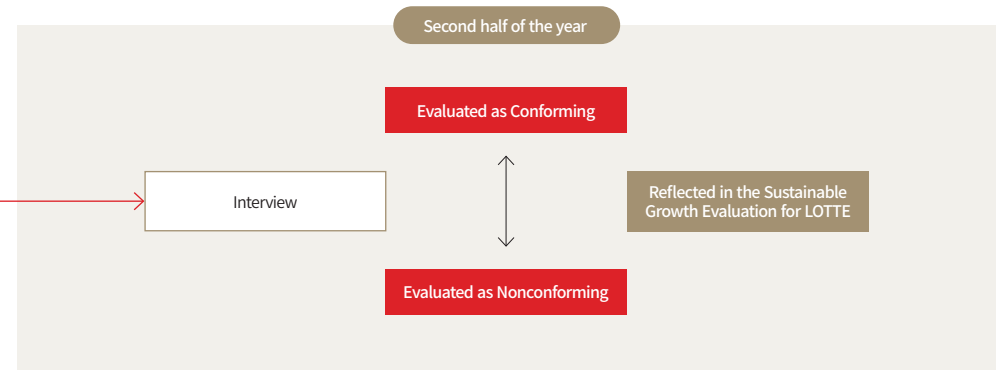 Second half of the year
Evaluated as Conforming
Interview
Reflected in the Sustainable
Growth Evaluation for LOTTE
Evaluated as Nonconforming